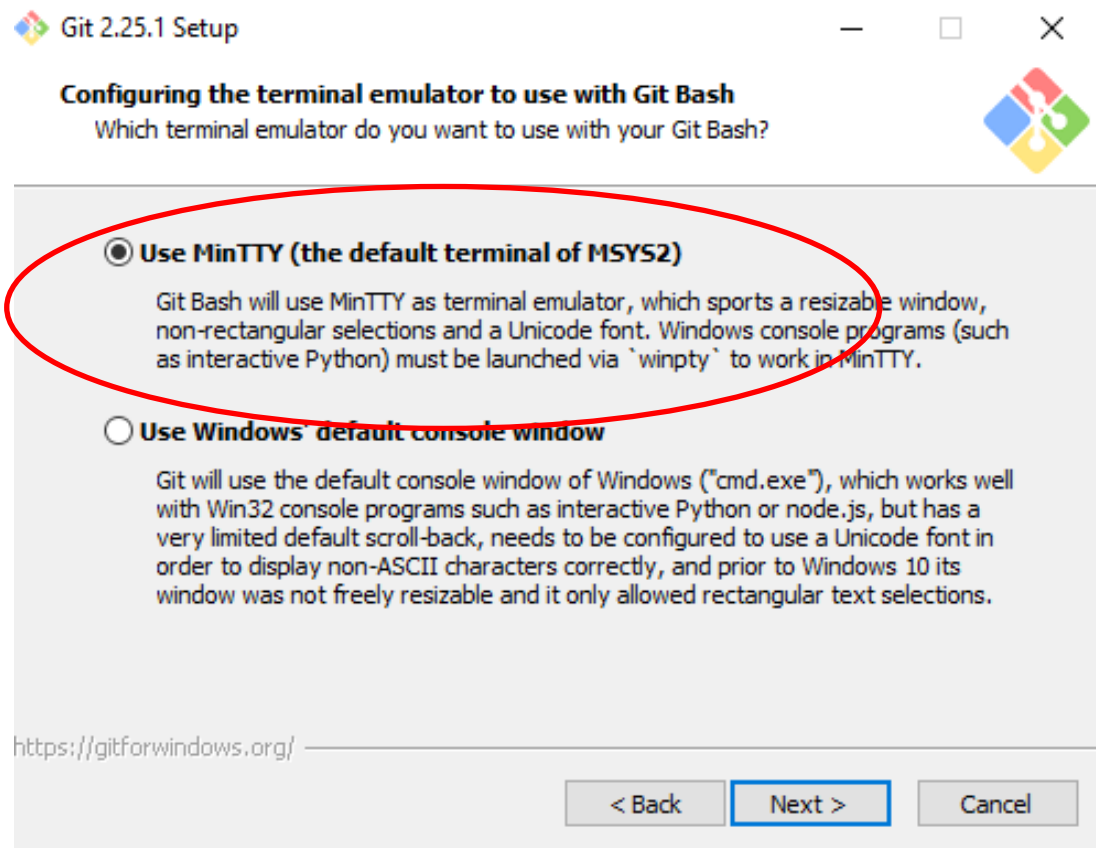 Git 2.25.1 Setup
Configuring the terminal emulator to use with Git Bash
Which terminal emulator do you want to use with your Git Bash?
Use MinTTY (the default terminal of MSYS2)
Git Bash will use MinTTY as terminal emulator, which sports a resizable window,
non-rectangular selections and a Unicode font. Windows console programs (such
as interactive Python) must be launched via `winpty` to work in MinTTY.
Use Windows' default console window
Git will use the default console window of Windows ("cmd.exe"), which works well
with Win32 console programs such as interactive Python or node.js, but has a
very limited default scroll-back, needs to be configured to use a Unicode font in
order to display non-ASCII characters correctly, and prior to Windows 10 its
window was not freely resizable and it only allowed rectangular text selections.
https://gitforwindows.org/
< Back Next > Cancel